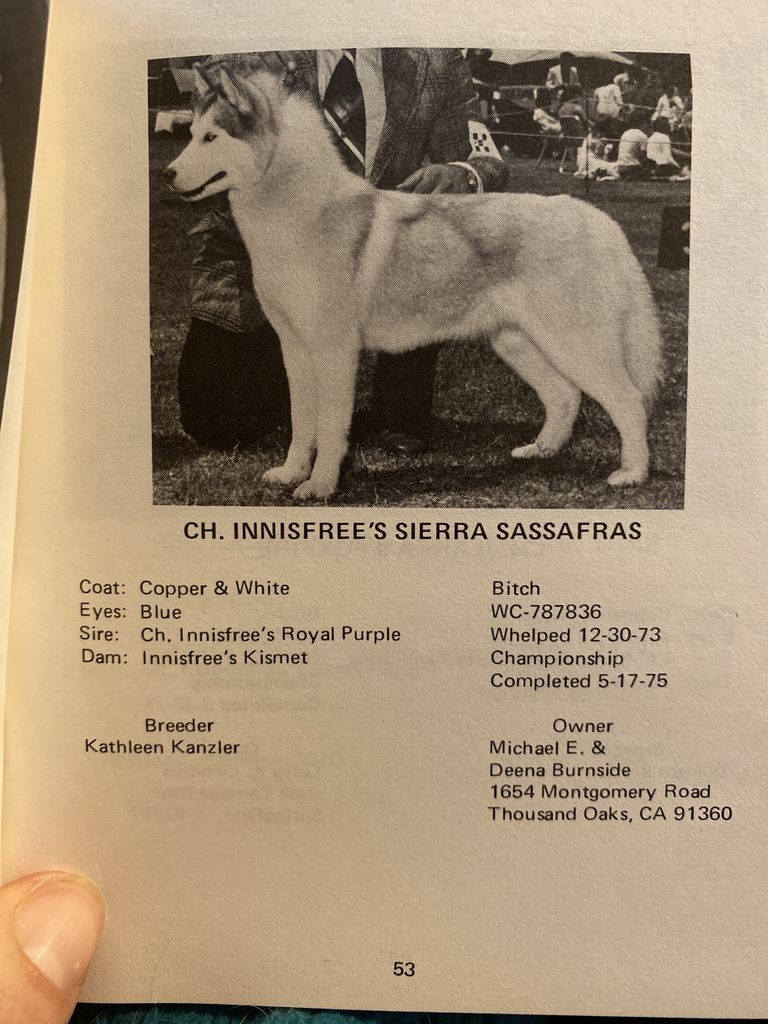 CH. INNISFREE'S SIERRA SASSAFRAS
Coat: Copper & White
Eyes: Blue
Sire: Ch. Innisfree's Royal Purple
Dam: Innisfree's Kismet
Bitch
WC-787836
Whelped 12-30-73
Championship
Completed 5-17-75
Breeder
Kathleen Kanzler
Owner
Michael E. &
Deena Burnside
1654 Montgomery Road
Thousand Oaks, CA 91360
53